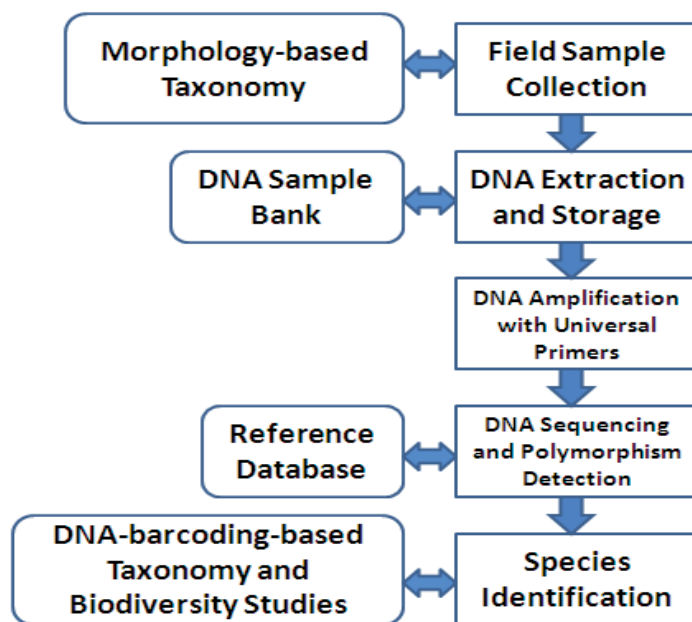 Morphology-based
Taxonomy
Field Sample
Collection
DNA Sample
Bank
DNA Extraction
and Storage
DNA Amplification
with Universal
Primers
Reference
Database
DNA Sequencing
and Polymorphism
Detection
DNA-barcoding-based
Taxonomy and
Biodiversity Studies
Species
Identification